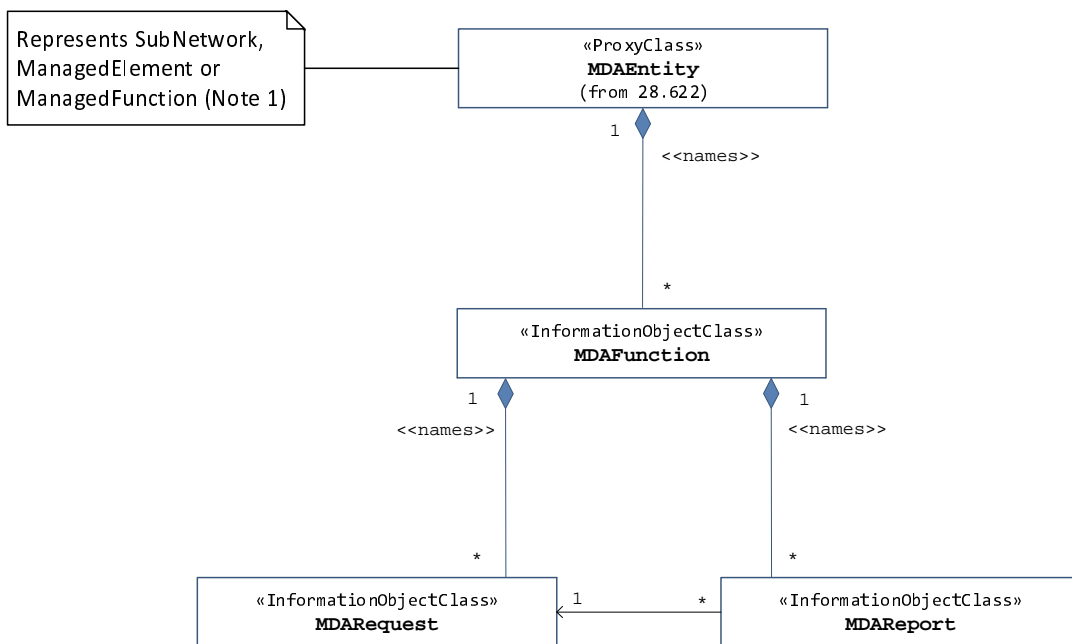 Represents SubNetwork,
ManagedElement or
ManagedFunction (Note 1)
«ProxyClass»
MDAEntity
(from 28.622)
1
<<names>>
*
«InformationObjectClass»
MDAFunction
1
<<names>>
*
1
<<names>>
*
«InformationObjectClass»
MDARequest
1
*
«InformationObjectClass»
MDAReport